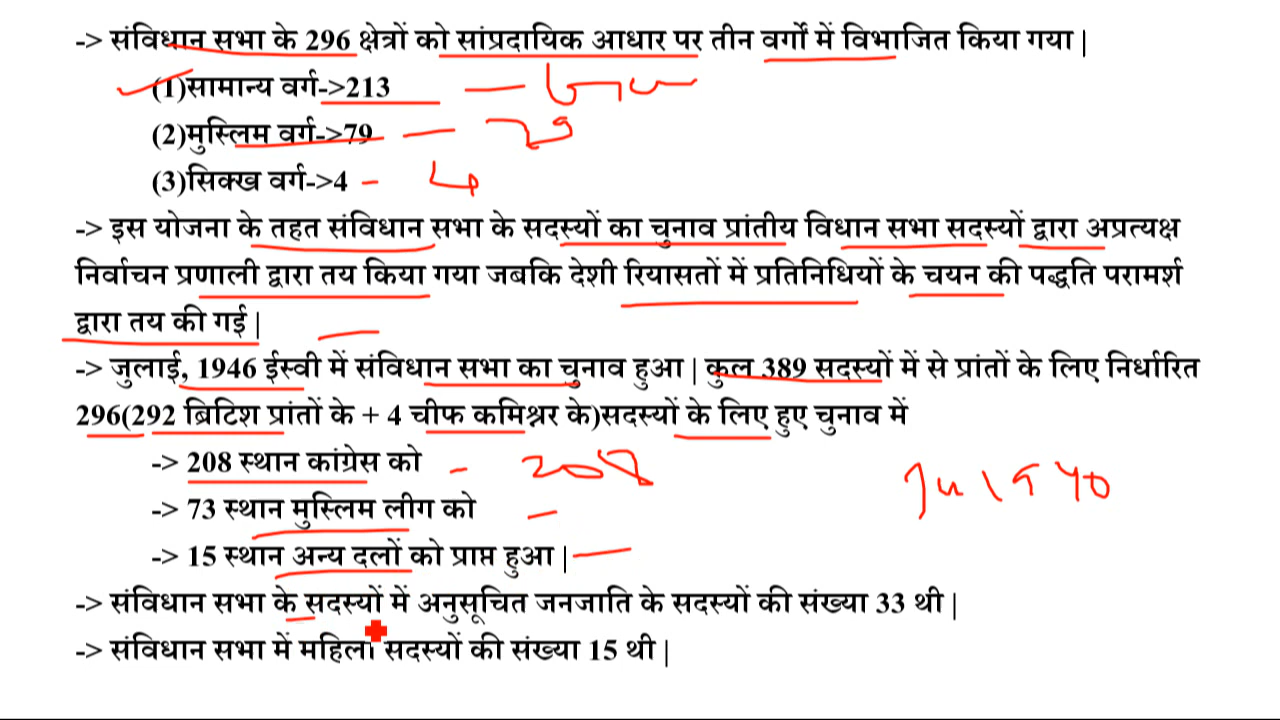 -> संविधान सभा के 296 क्षेत्रों को सांप्रदायिक आधार पर तीन वर्गों में विभाजित किया गया |
(1)सामान्य वर्ग->213
(2)मुस्लिम वर्ग->79 29
(3)सिक्ख वर्ग->4 - 4
-> इस योजना के तहत संविधान सभा के सदस्यों का चुनाव प्रांतीय विधान सभा सदस्यों द्वारा अप्रत्यक्ष
निर्वाचन प्रणाली द्वारा तय किया गया जबकि देशी रियासतों में प्रतिनिधियों के चयन की पद्धति परामर्श
द्वारा तय की गई |
-> जुलाई, 1946 ईस्वी में संविधान सभा का चुनाव हुआ | कुल 389 सदस्यों में से प्रांतों के लिए निर्धारित
296(292 ब्रिटिश प्रांतों के + 4 चीफ कमिश्नर के)सदस्यों के लिए हुए चुनाव में
-> 208 स्थान कांग्रेस को - 208
-> 73 स्थान मुस्लिम लीग को
-> 15 स्थान अन्य दलों को प्राप्त हुआ |
-> संविधान सभा के सदस्यों में अनुसूचित जनजाति के सदस्यों की संख्या 33 थी |
-> संविधान सभा में महिला सदस्यों की संख्या 15 थी |